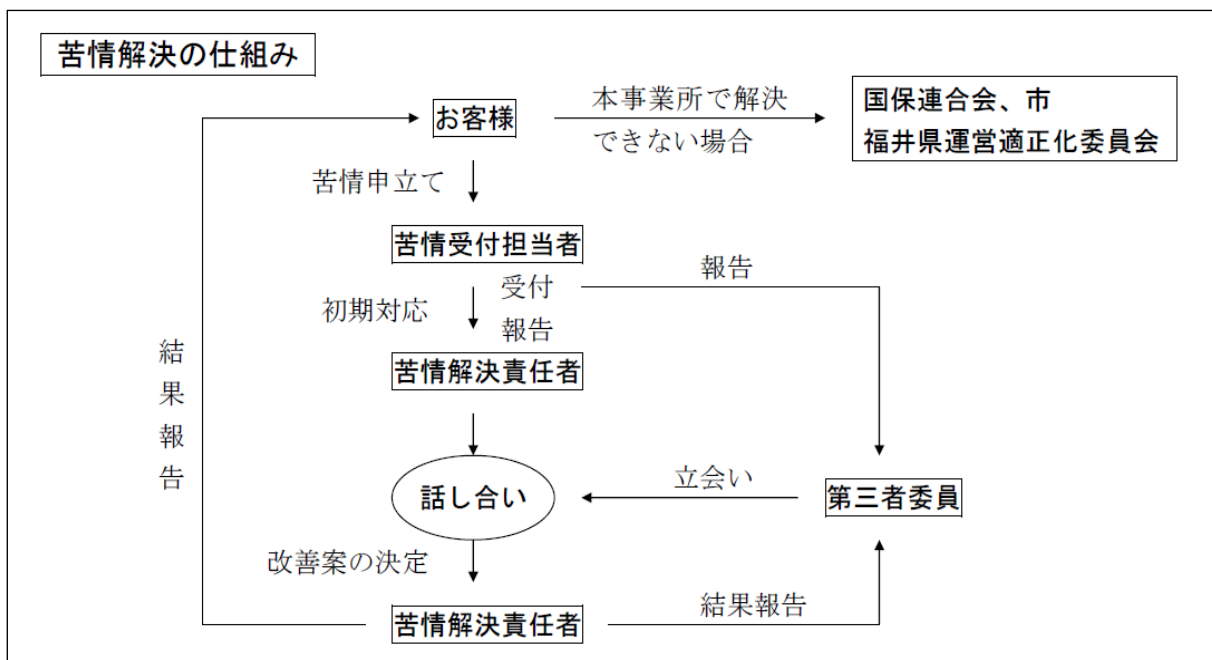 苦情解決の仕組み
お客様
本事業所で解決
できない場合
国保連合会、市
福井県運営適正化委員会
苦情申立て
苦情受付担当者
初期対応
受付
報告
報告
苦情解決責任者
結果報告
話し合い
立会い
第三者委員
改善案の決定
苦情解決責任者
結果報告